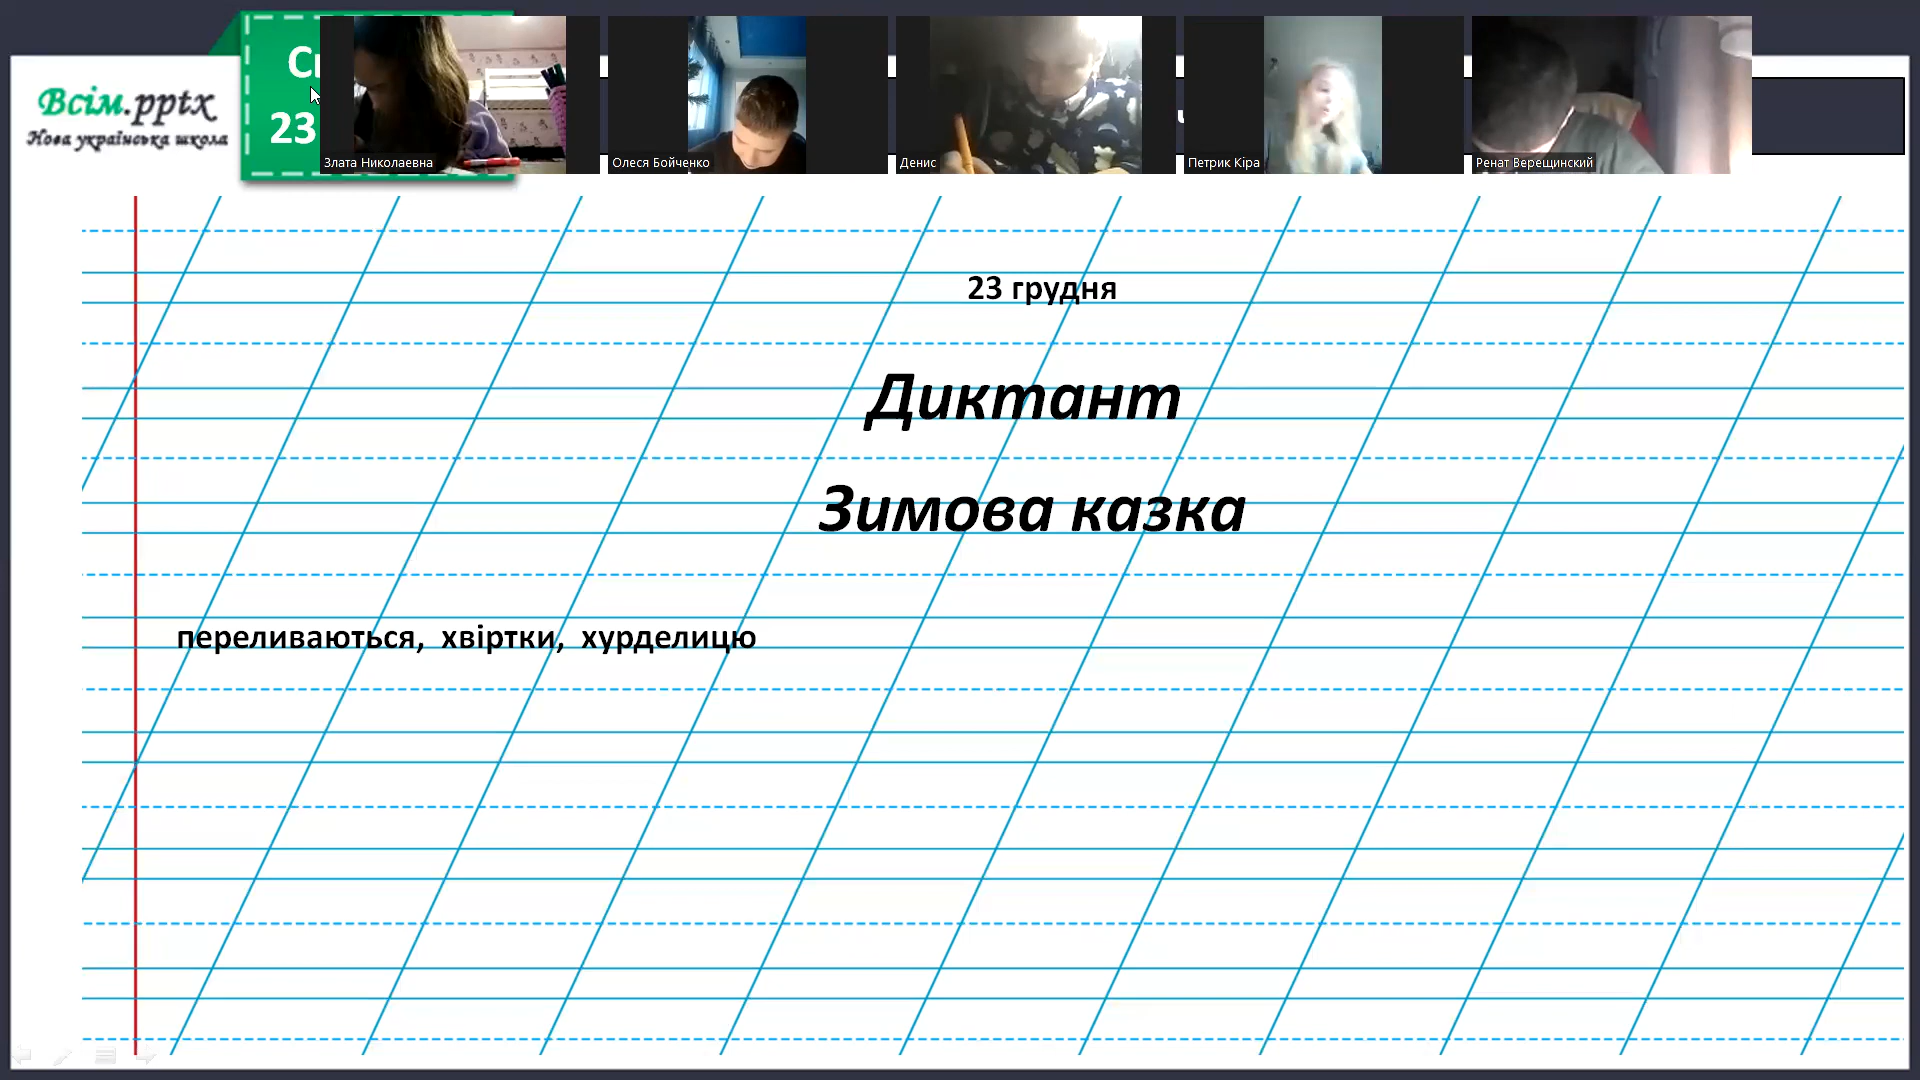 Всім.pptx
Нова українська школа
23
Злата Николаевна
Олеся Бойченко
Денис
Петрик Кіра
Ренат Верещинский
23 грудня
Диктант
Зимова казка
переливаються, хвіртки, хурделицю